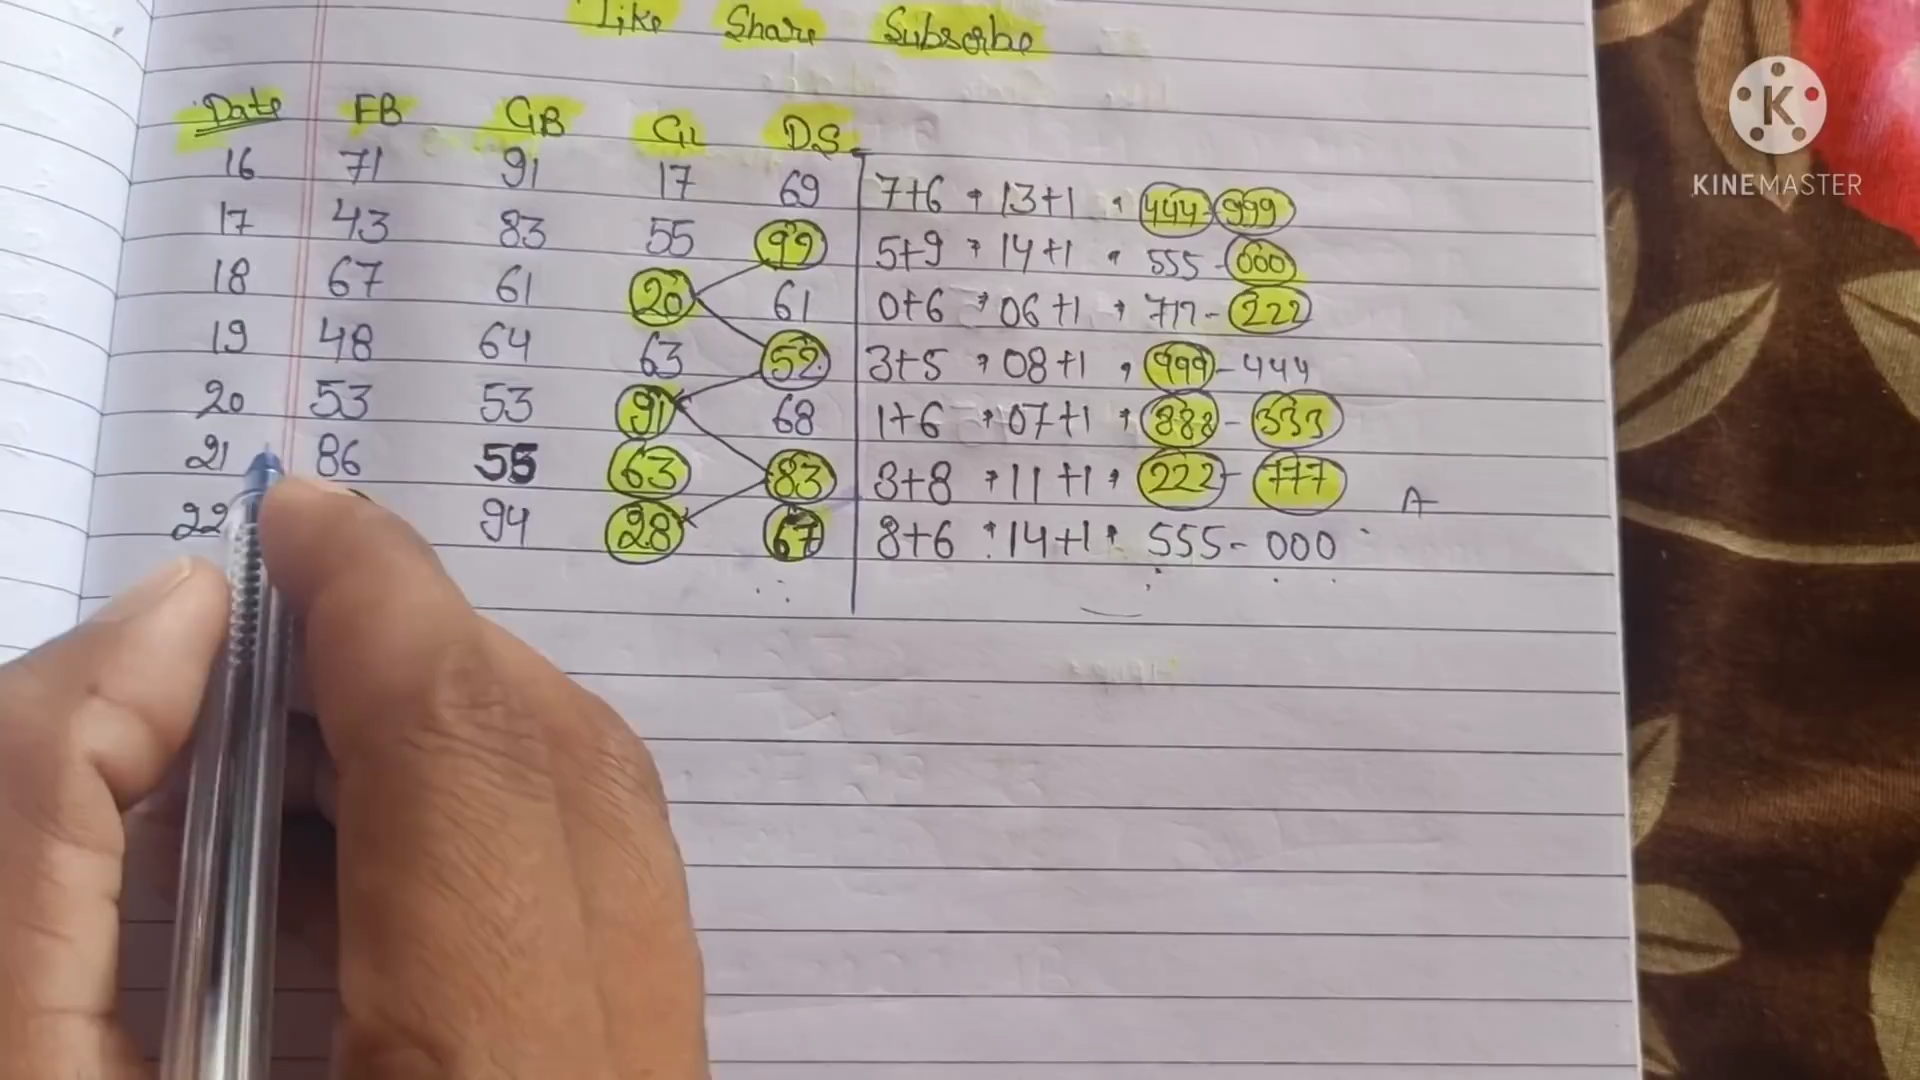 Like Share Subscribe
KINEMASTER
Date FB GB GL D.S.
16 71 91 17 69 7+6 13+1 444-999
17 43 83 55 99 5+9 14+1 555-000
18 67 61 20 61 0+6 06+1 777-222
19 48 64 63 52 3+5 08+1 999-444
20 53 53 91 68 1+6 07+1 888-333
21 86 55 63 83 3+8 11+1 222-777
A
22 94 28 67 8+6 14+1 555-000